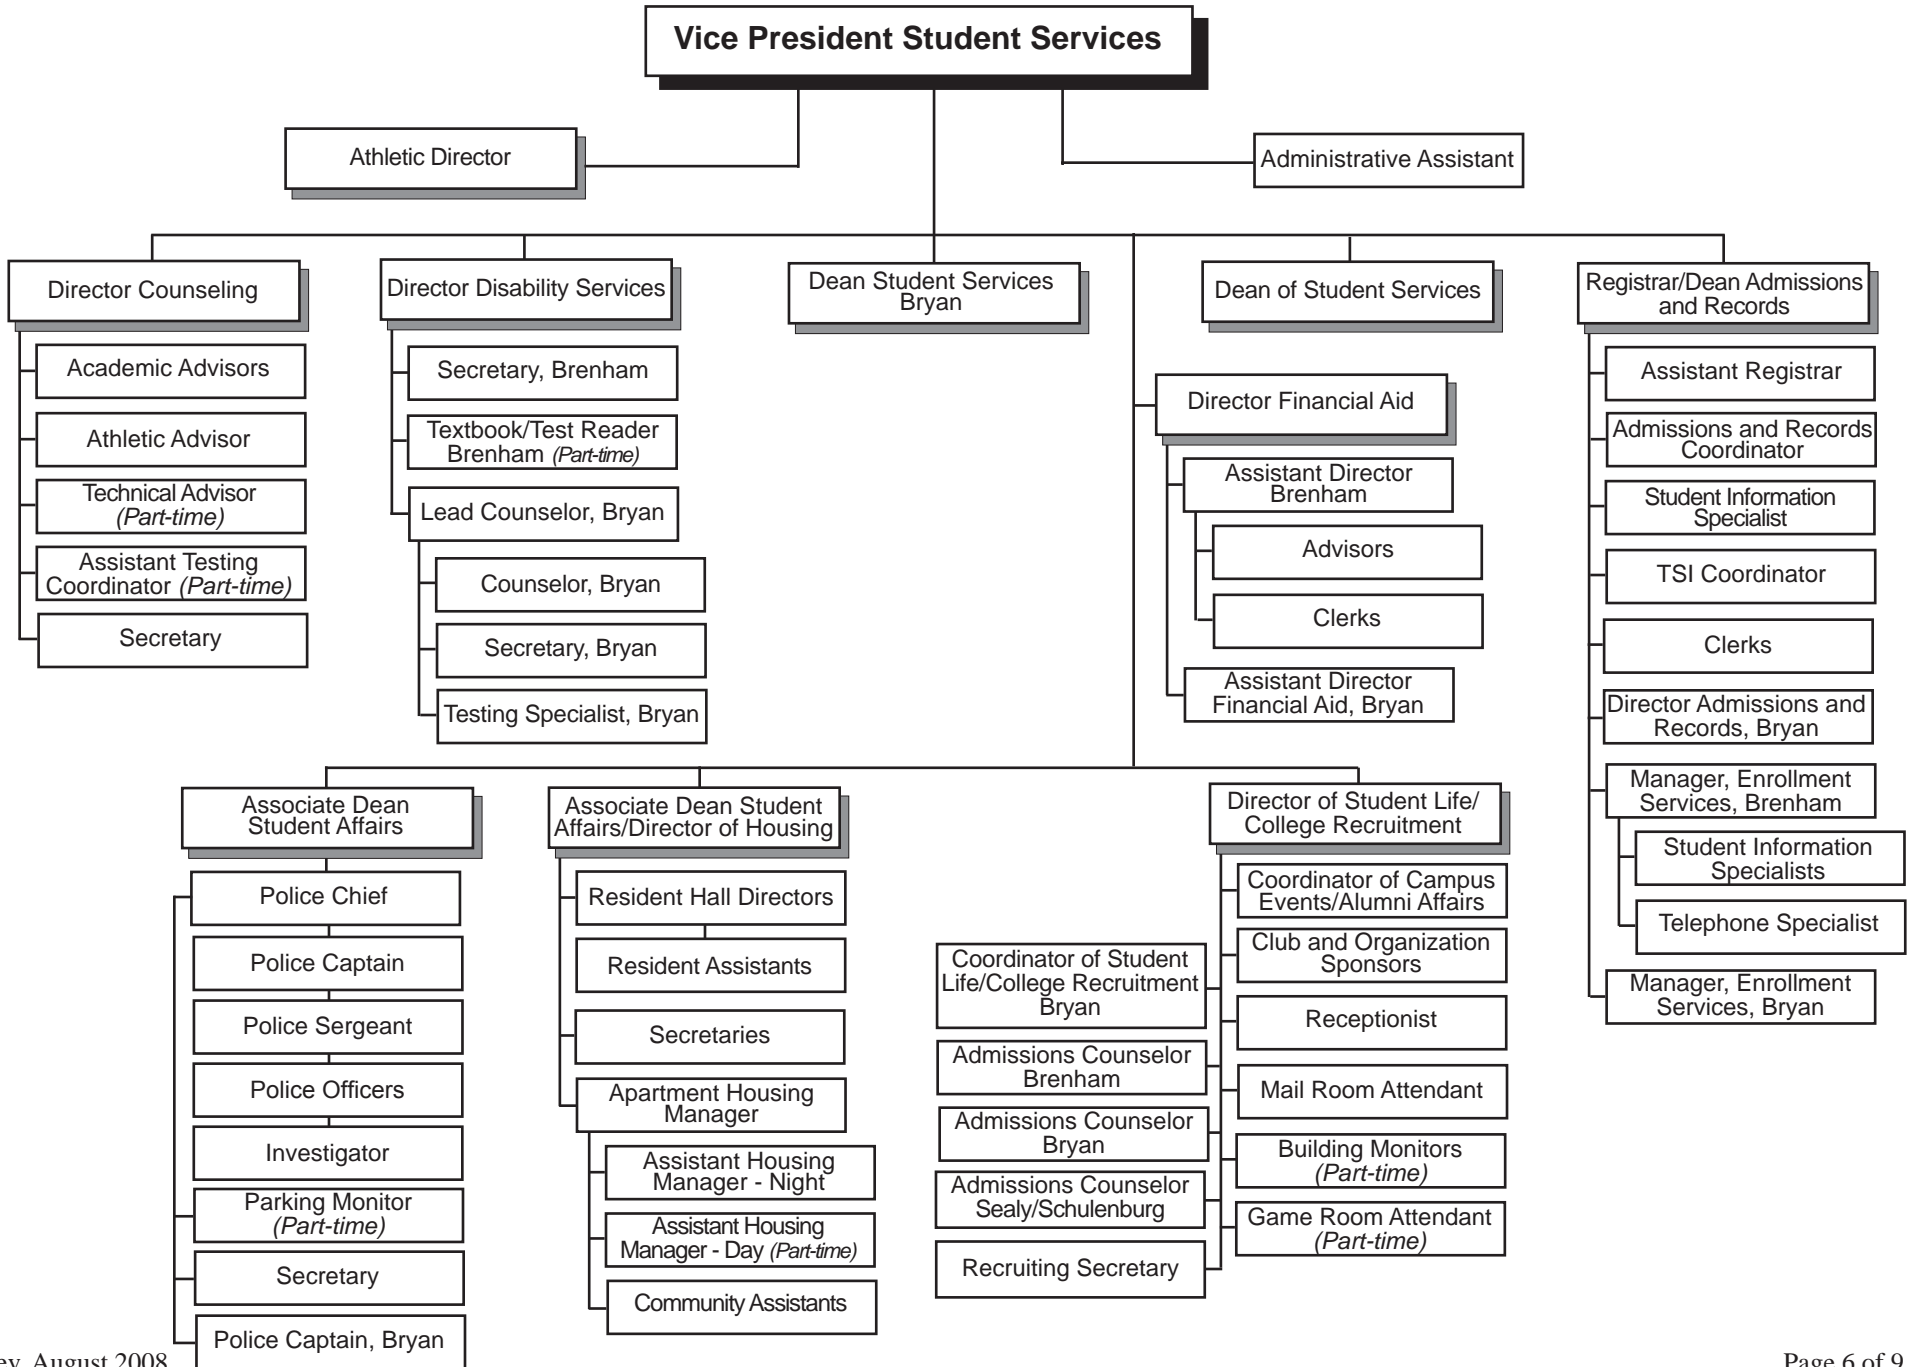 Vice President Student Services
Athletic Director
Administrative Assistant
Director Counseling
Academic Advisors
Athletic Advisor
Technical Advisor
(Part-time)
Assistant Testing
Coordinator (Part-time)
Secretary
Director Disability Services
Secretary, Brenham
Textbook/Test Reader
Brenham (Part-time)
Lead Counselor, Bryan
Counselor, Bryan
Secretary, Bryan
Testing Specialist, Bryan
Dean Student Services
Bryan
Dean of Student Services
Director Financial Aid
Assistant Director
Brenham
Advisors
Clerks
Assistant Director
Financial Aid, Bryan
Registrar/Dean Admissions
and Records
Assistant Registrar
Admissions and Records
Coordinator
Student Information
Specialist
TSI Coordinator
Clerks
Director Admissions and
Records, Bryan
Manager, Enrollment
Services, Brenham
Student Information
Specialists
Telephone Specialist
Manager, Enrollment
Services, Bryan
Associate Dean
Student Affairs
Police Chief
Police Captain
Police Sergeant
Police Officers
Investigator
Parking Monitor
(Part-time)
Secretary
Police Captain, Bryan
Associate Dean Student
Affairs/Director of Housing
Resident Hall Directors
Resident Assistants
Secretaries
Apartment Housing
Manager
Assistant Housing
Manager - Night
Assistant Housing
Manager - Day (Part-time)
Community Assistants
Director of Student Life/
College Recruitment
Coordinator of Student
Life/College Recruitment
Bryan
Admissions Counselor
Brenham
Admissions Counselor
Bryan
Admissions Counselor
Sealy/Schulenburg
Recruiting Secretary
Coordinator of Campus
Events/Alumni Affairs
Club and Organization
Sponsors
Receptionist
Mail Room Attendant
Building Monitors
(Part-time)
Game Room Attendant
(Part-time)
August 2008
Page 6 of 9